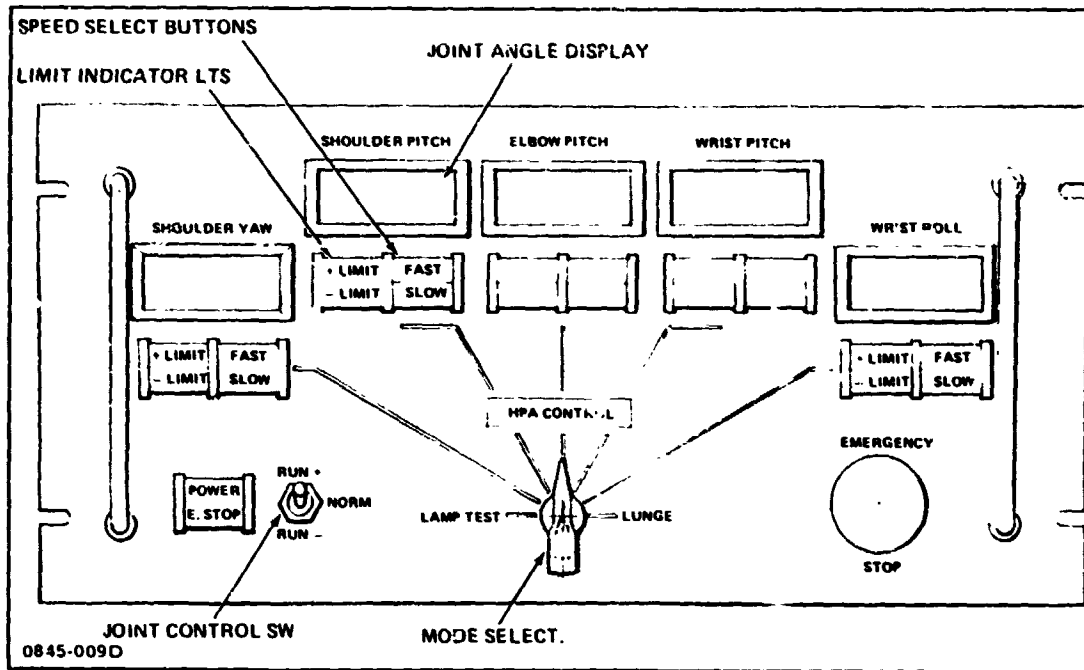 SPEED SELECT BUTTONS
JOINT ANGLE DISPLAY
LIMIT INDICATOR LTS
SHOULDER PITCH
ELBOW PITCH
WRIST PITCH
SHOULDER YAW
WRIST ROLL
+ LIMIT FAST
- LIMIT SLOW
+ LIMIT FAST
- LIMIT SLOW
+ LIMIT FAST
- LIMIT SLOW
HPA CONTROL
EMERGENCY
STOP
POWER
E. STOP
RUN +
NORM
RUN -
LAMP TEST
LUNGE
JOINT CONTROL SW
MODE SELECT.
0845-009D